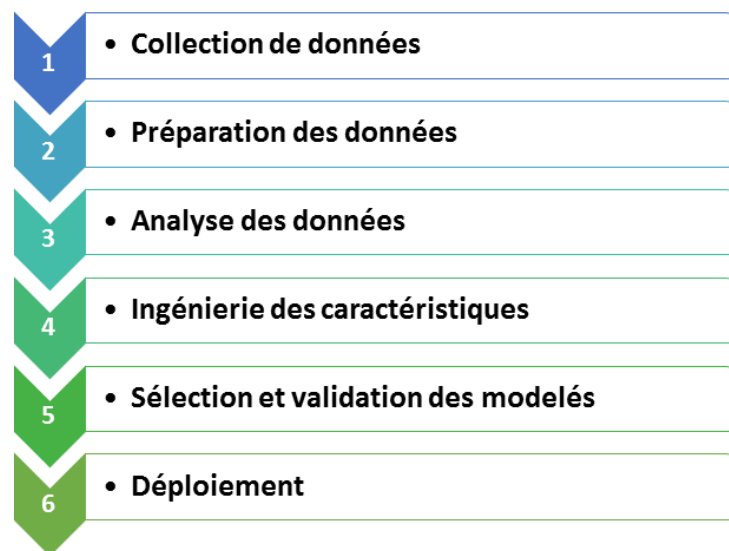 1 • Collection de données
2 • Préparation des données
3 • Analyse des données
4 • Ingénierie des caractéristiques
5 • Sélection et validation des modelés
6 • Déploiement